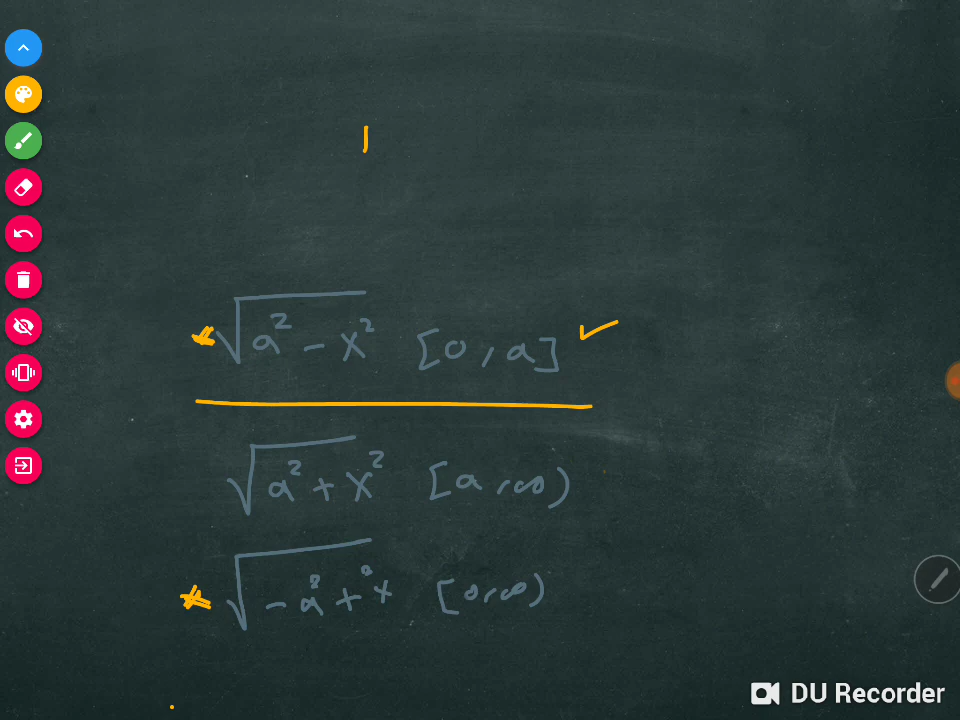 |
* √(a² - x²) [0, a] ✓
√(a² + x²) [a, ∞)
* √(-a² + x²) [0, ∞)
DU Recorder